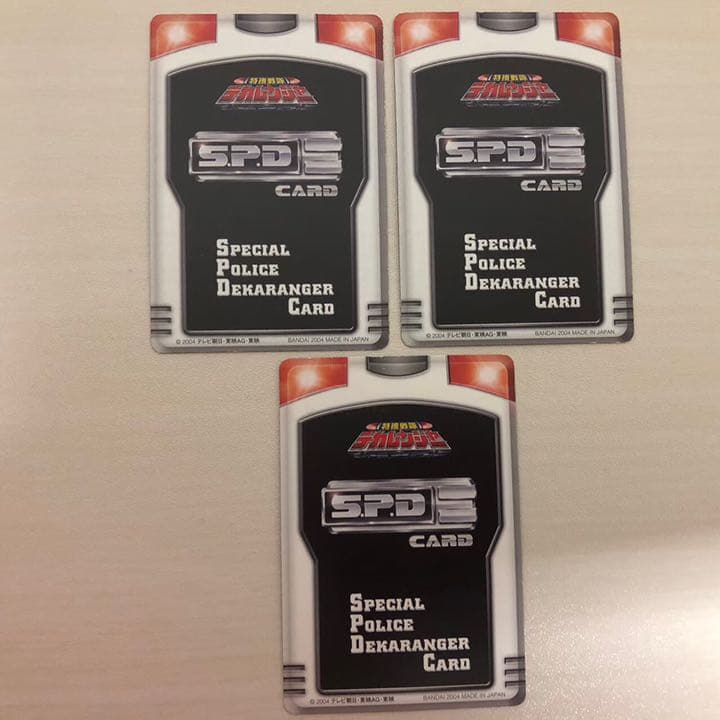 特捜戦隊
デカレンジャー
S.P.D
CARD
SPECIAL
POLICE
DEKARANGER
CARD
© 2004 テレビ朝日・東映AG・東映
BANDAI 2004 MADE IN JAPAN
特捜戦隊
デカレンジャー
S.P.D
CARD
SPECIAL
POLICE
DEKARANGER
CARD
© 2004 テレビ朝日・東映AG・東映
BANDAI 2004 MADE IN JAPAN
特捜戦隊
デカレンジャー
S.P.D
CARD
SPECIAL
POLICE
DEKARANGER
CARD
© 2004 テレビ朝日・東映AG・東映
BANDAI 2004 MADE IN JAPAN